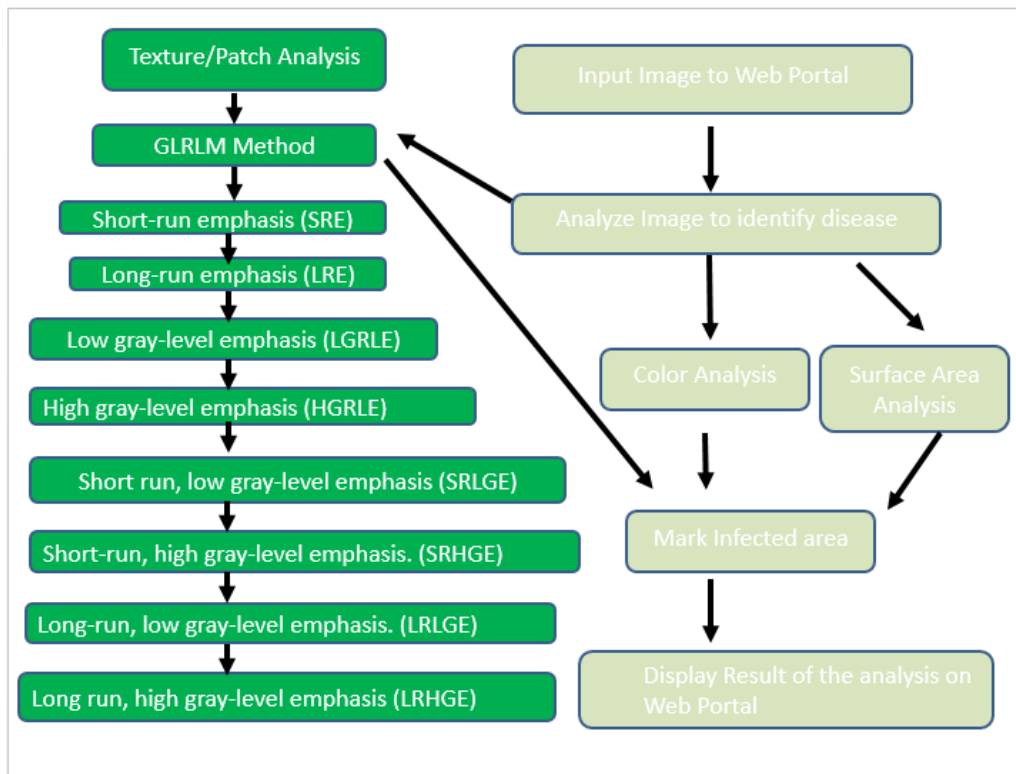 Texture/Patch Analysis
GLRLM Method
Short-run emphasis (SRE)
Long-run emphasis (LRE)
Low gray-level emphasis (LGRLE)
High gray-level emphasis (HGRLE)
Short run, low gray-level emphasis (SRLGE)
Short-run, high gray-level emphasis. (SRHGE)
Long-run, low gray-level emphasis. (LRLGE)
Long run, high gray-level emphasis (LRHGE)
Input Image to Web Portal
Analyze Image to identify disease
Color Analysis
Surface Area
Analysis
Mark Infected area
Display Result of the analysis on
Web Portal